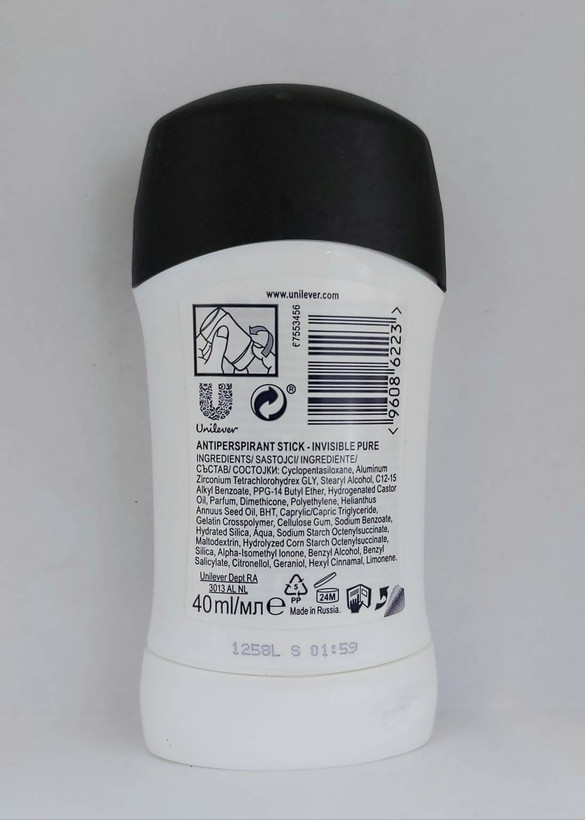 www.unilever.com
67553456
<9608 6223>
®
Unilever
ANTIPERSPIRANT STICK - INVISIBLE PURE
INGREDIENTS/ SASTOJCI/ INGREDIENTE/
СЪСТАВ/ СОСТОЈКИ: Cyclopentasiloxane, Aluminum
Zirconium Tetrachlorohydrex GLY, Stearyl Alcohol, C12-15
Alkyl Benzoate, PPG-14 Butyl Ether, Hydrogenated Castor
Oil, Parfum, Dimethicone, Polyethylene, Helianthus
Annuus Seed Oil, BHT, Caprylic/Capric Triglyceride,
Gelatin Crosspolymer, Cellulose Gum, Sodium Benzoate,
Hydrated Silica, Aqua, Sodium Starch Octenylsuccinate,
Maltodextrin, Hydrolyzed Corn Starch Octenylsuccinate,
Silica, Alpha-Isomethyl Ionone, Benzyl Alcohol, Benzyl
Salicylate, Citronellol, Geraniol, Hexyl Cinnamal, Limonene.
Unilever Dept RA
3013 AL NL
40ml/мл e
5
PP
24M
Made in Russia.
1258L S 01:59